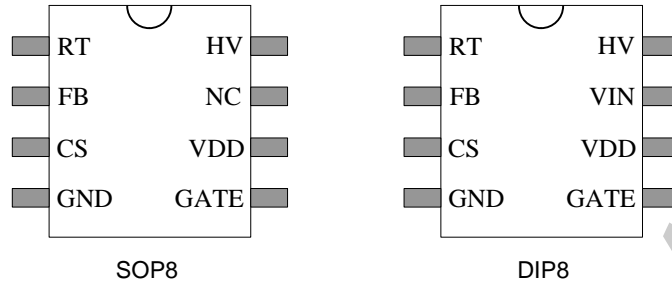 RT HV
FB NC
CS VDD
GND GATE
SOP8
RT HV
FB VIN
CS VDD
GND GATE
DIP8